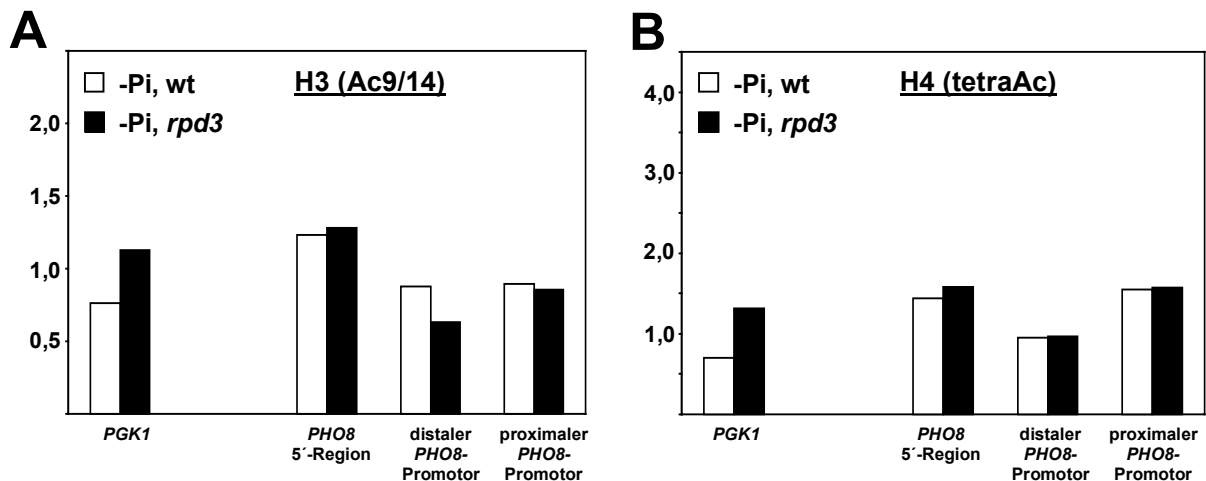 A
-Pi, wt
H3 (Ac9/14)
-Pi, rpd3
2,0
1,5
1,0
0,5
PGK1
PHO8
5´-Region
distaler
PHO8-
Promotor
proximaler
PHO8-
Promotor
B
-Pi, wt
H4 (tetraAc)
-Pi, rpd3
4,0
3,0
2,0
1,0
PGK1
PHO8
5´-Region
distaler
PHO8-
Promotor
proximaler
PHO8-
Promotor